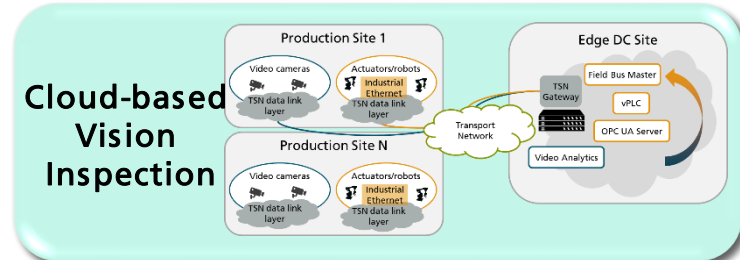 Cloud-based
Vision
Inspection
Production Site 1
Video cameras
TSN data link
layer
Actuators/robots
Industrial
Ethernet
TSN data link
layer
Production Site N
Video cameras
TSN data link
layer
Actuators/robots
Industrial
Ethernet
TSN data link
layer
Transport
Network
Edge DC Site
TSN
Gateway
Field Bus Master
vPLC
OPC UA Server
Video Analytics